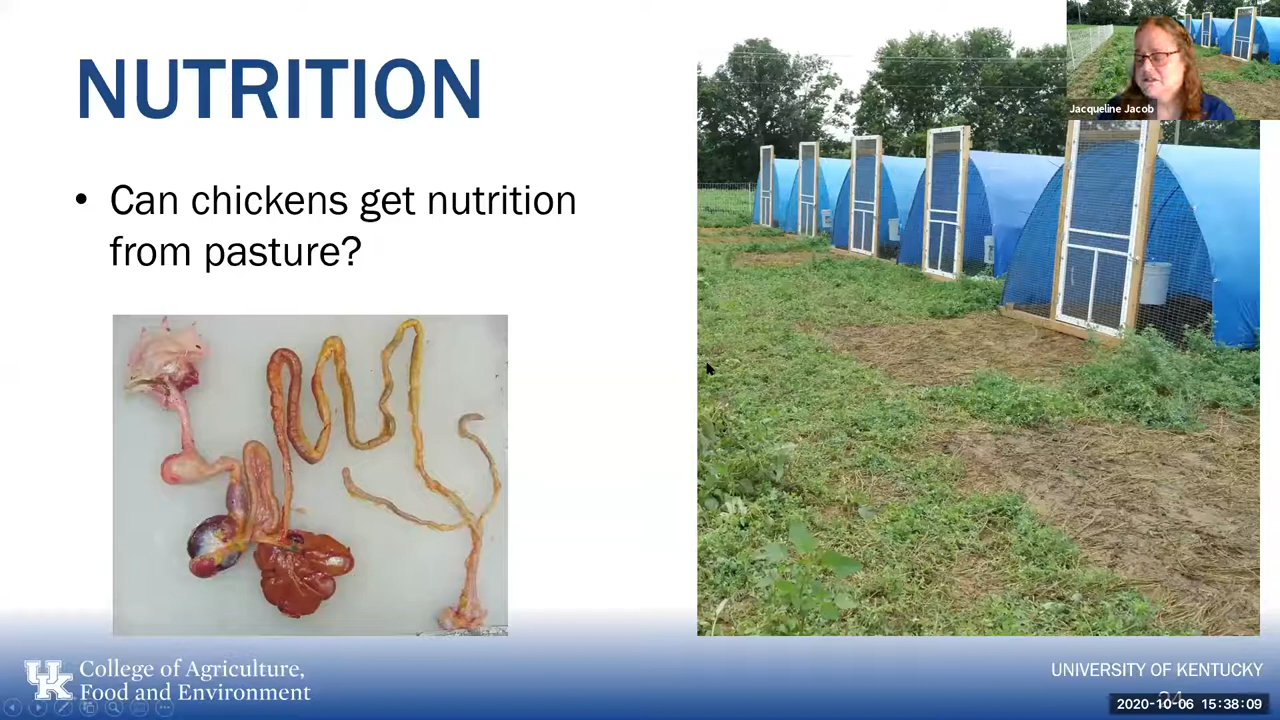 NUTRITION
Jacqueline Jacob
• Can chickens get nutrition
from pasture?
UK
College of Agriculture,
Food and Environment
UNIVERSITY OF KENTUCKY
2020-10-06 15:38:09